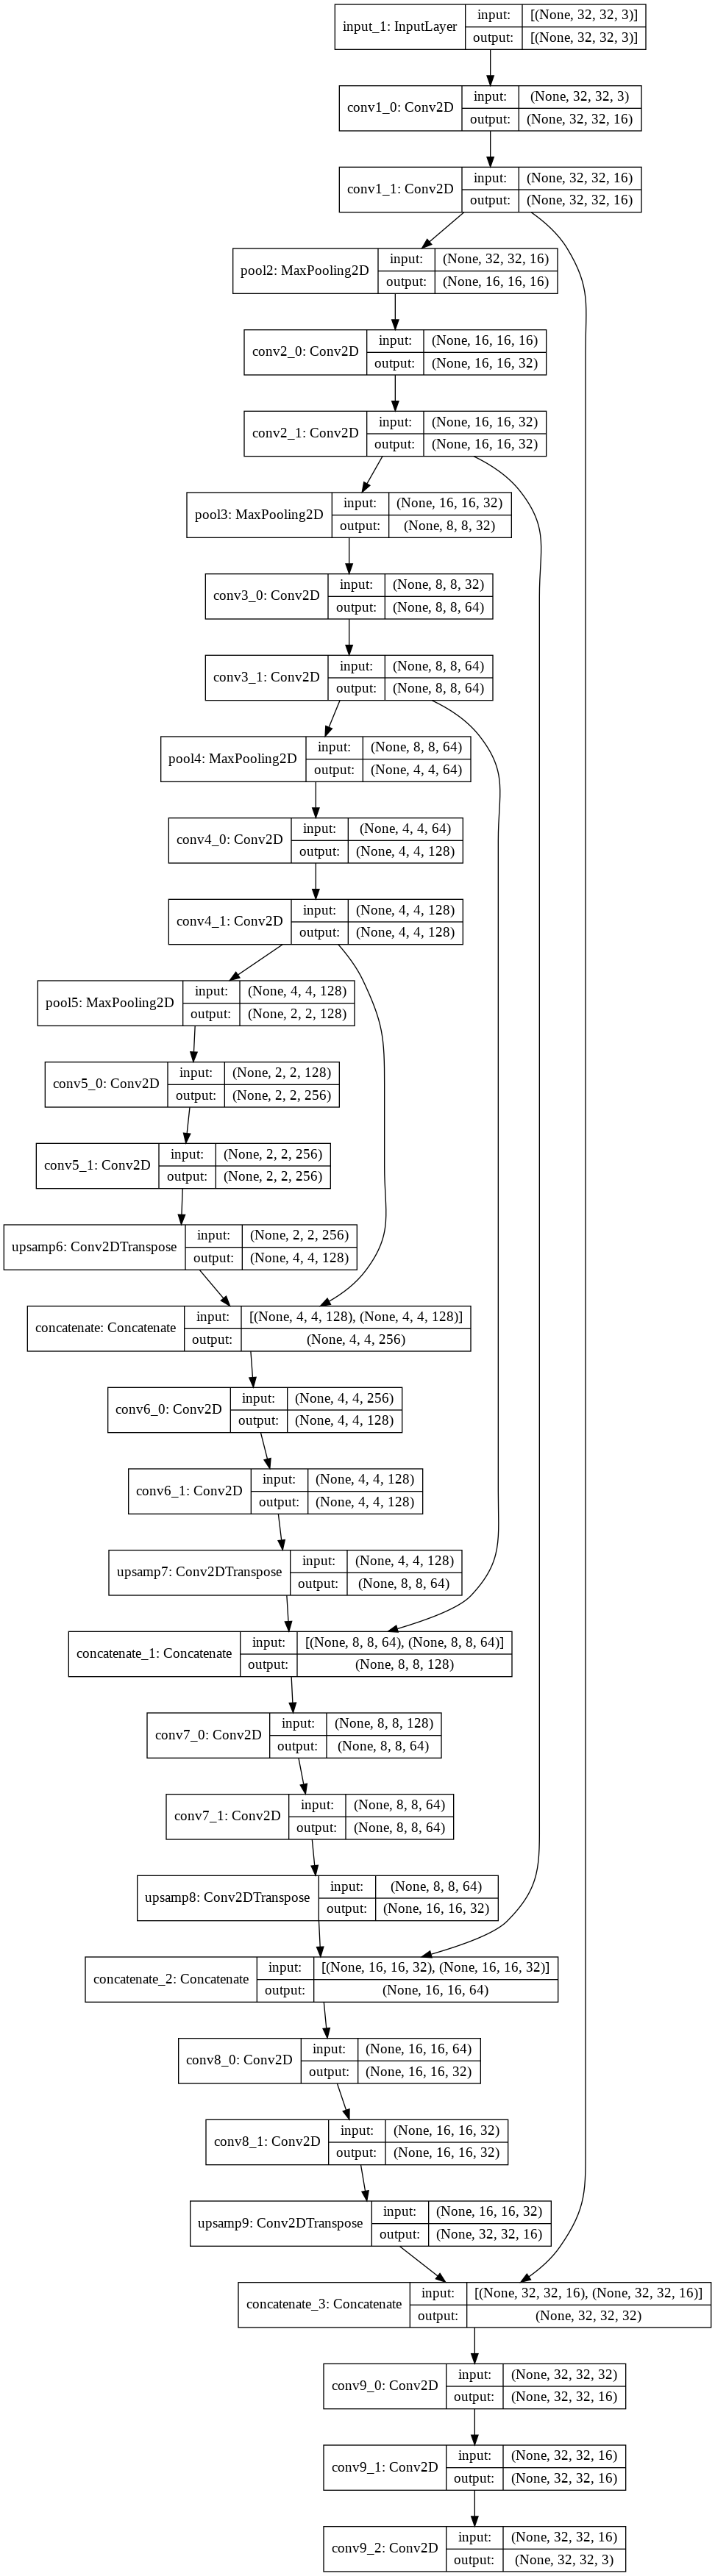 input_1: InputLayer
input: [(None, 32, 32, 3)]
output: [(None, 32, 32, 3)]
conv1_0: Conv2D
input: (None, 32, 32, 3)
output: (None, 32, 32, 16)
conv1_1: Conv2D
input: (None, 32, 32, 16)
output: (None, 32, 32, 16)
pool2: MaxPooling2D
input: (None, 32, 32, 16)
output: (None, 16, 16, 16)
conv2_0: Conv2D
input: (None, 16, 16, 16)
output: (None, 16, 16, 32)
conv2_1: Conv2D
input: (None, 16, 16, 32)
output: (None, 16, 16, 32)
pool3: MaxPooling2D
input: (None, 16, 16, 32)
output: (None, 8, 8, 32)
conv3_0: Conv2D
input: (None, 8, 8, 32)
output: (None, 8, 8, 64)
conv3_1: Conv2D
input: (None, 8, 8, 64)
output: (None, 8, 8, 64)
pool4: MaxPooling2D
input: (None, 8, 8, 64)
output: (None, 4, 4, 64)
conv4_0: Conv2D
input: (None, 4, 4, 64)
output: (None, 4, 4, 128)
conv4_1: Conv2D
input: (None, 4, 4, 128)
output: (None, 4, 4, 128)
pool5: MaxPooling2D
input: (None, 4, 4, 128)
output: (None, 2, 2, 128)
conv5_0: Conv2D
input: (None, 2, 2, 128)
output: (None, 2, 2, 256)
conv5_1: Conv2D
input: (None, 2, 2, 256)
output: (None, 2, 2, 256)
upsamp6: Conv2DTranspose
input: (None, 2, 2, 256)
output: (None, 4, 4, 128)
concatenate: Concatenate
input: [(None, 4, 4, 128), (None, 4, 4, 128)]
output: (None, 4, 4, 256)
conv6_0: Conv2D
input: (None, 4, 4, 256)
output: (None, 4, 4, 128)
conv6_1: Conv2D
input: (None, 4, 4, 128)
output: (None, 4, 4, 128)
upsamp7: Conv2DTranspose
input: (None, 4, 4, 128)
output: (None, 8, 8, 64)
concatenate_1: Concatenate
input: [(None, 8, 8, 64), (None, 8, 8, 64)]
output: (None, 8, 8, 128)
conv7_0: Conv2D
input: (None, 8, 8, 128)
output: (None, 8, 8, 64)
conv7_1: Conv2D
input: (None, 8, 8, 64)
output: (None, 8, 8, 64)
upsamp8: Conv2DTranspose
input: (None, 8, 8, 64)
output: (None, 16, 16, 32)
concatenate_2: Concatenate
input: [(None, 16, 16, 32), (None, 16, 16, 32)]
output: (None, 16, 16, 64)
conv8_0: Conv2D
input: (None, 16, 16, 64)
output: (None, 16, 16, 32)
conv8_1: Conv2D
input: (None, 16, 16, 32)
output: (None, 16, 16, 32)
upsamp9: Conv2DTranspose
input: (None, 16, 16, 32)
output: (None, 32, 32, 16)
concatenate_3: Concatenate
input: [(None, 32, 32, 16), (None, 32, 32, 16)]
output: (None, 32, 32, 32)
conv9_0: Conv2D
input: (None, 32, 32, 32)
output: (None, 32, 32, 16)
conv9_1: Conv2D
input: (None, 32, 32, 16)
output: (None, 32, 32, 16)
conv9_2: Conv2D
input: (None, 32, 32, 16)
output: (None, 32, 32, 3)